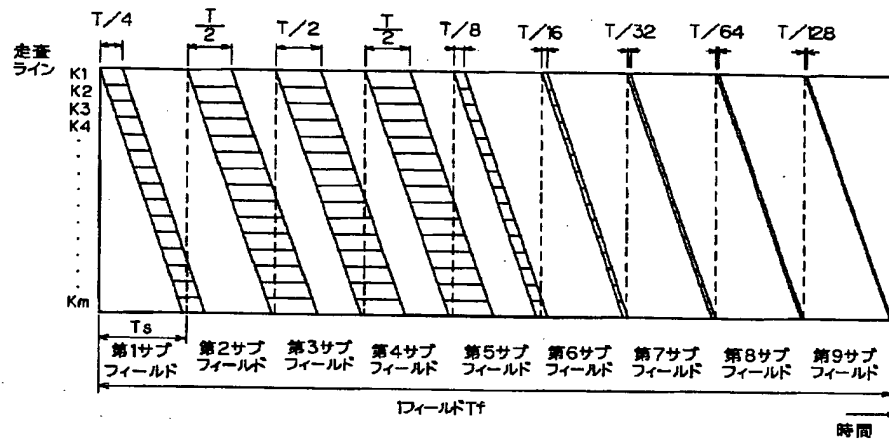 T/4
T/2
T/2
T/2
T/8
T/16
T/32
T/64
T/128
走査
ライン
K1
K2
K3
K4
Km
Ts
第1サブ
フィールド
第2サブ
フィールド
第3サブ
フィールド
第4サブ
フィールド
第5サブ
フィールド
第6サブ
フィールド
第7サブ
フィールド
第8サブ
フィールド
第9サブ
フィールド
1フィールドTf
時間